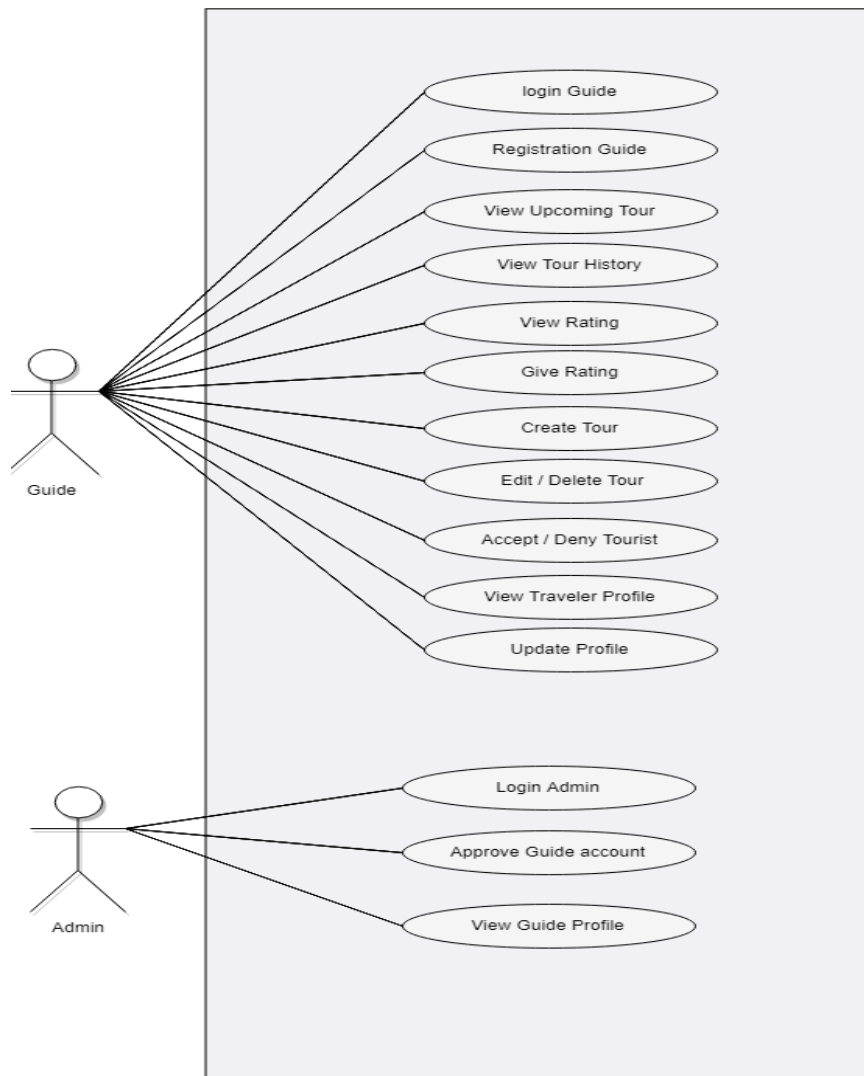 login Guide
Registration Guide
View Upcoming Tour
View Tour History
View Rating
Give Rating
Create Tour
Edit / Delete Tour
Accept / Deny Tourist
View Traveler Profile
Update Profile
Guide
Login Admin
Approve Guide account
View Guide Profile
Admin